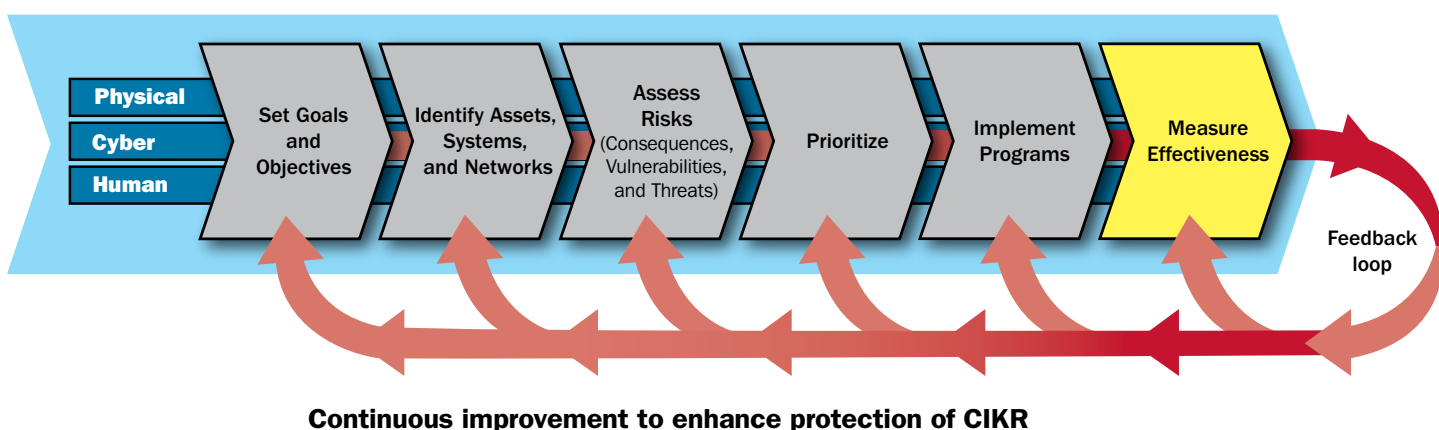 Physical
Cyber
Human
Set Goals
and
Objectives
Identify Assets,
Systems,
and Networks
Assess
Risks
(Consequences,
Vulnerabilities,
and Threats)
Prioritize
Implement
Programs
Measure
Effectiveness
Feedback
loop
Continuous improvement to enhance protection of CIKR